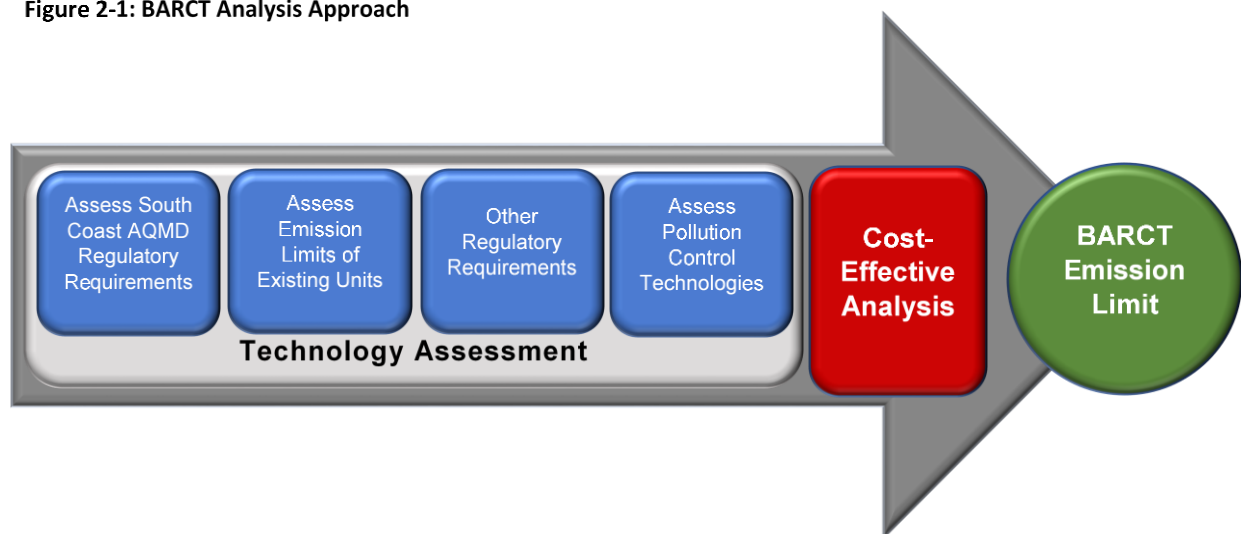 Figure 2-1: BARCT Analysis Approach
Assess South
Coast AQMD
Regulatory
Requirements
Assess
Emission
Limits of
Existing Units
Other
Regulatory
Requirements
Assess
Pollution
Control
Technologies
Technology Assessment
Cost-
Effective
Analysis
BARCT
Emission
Limit